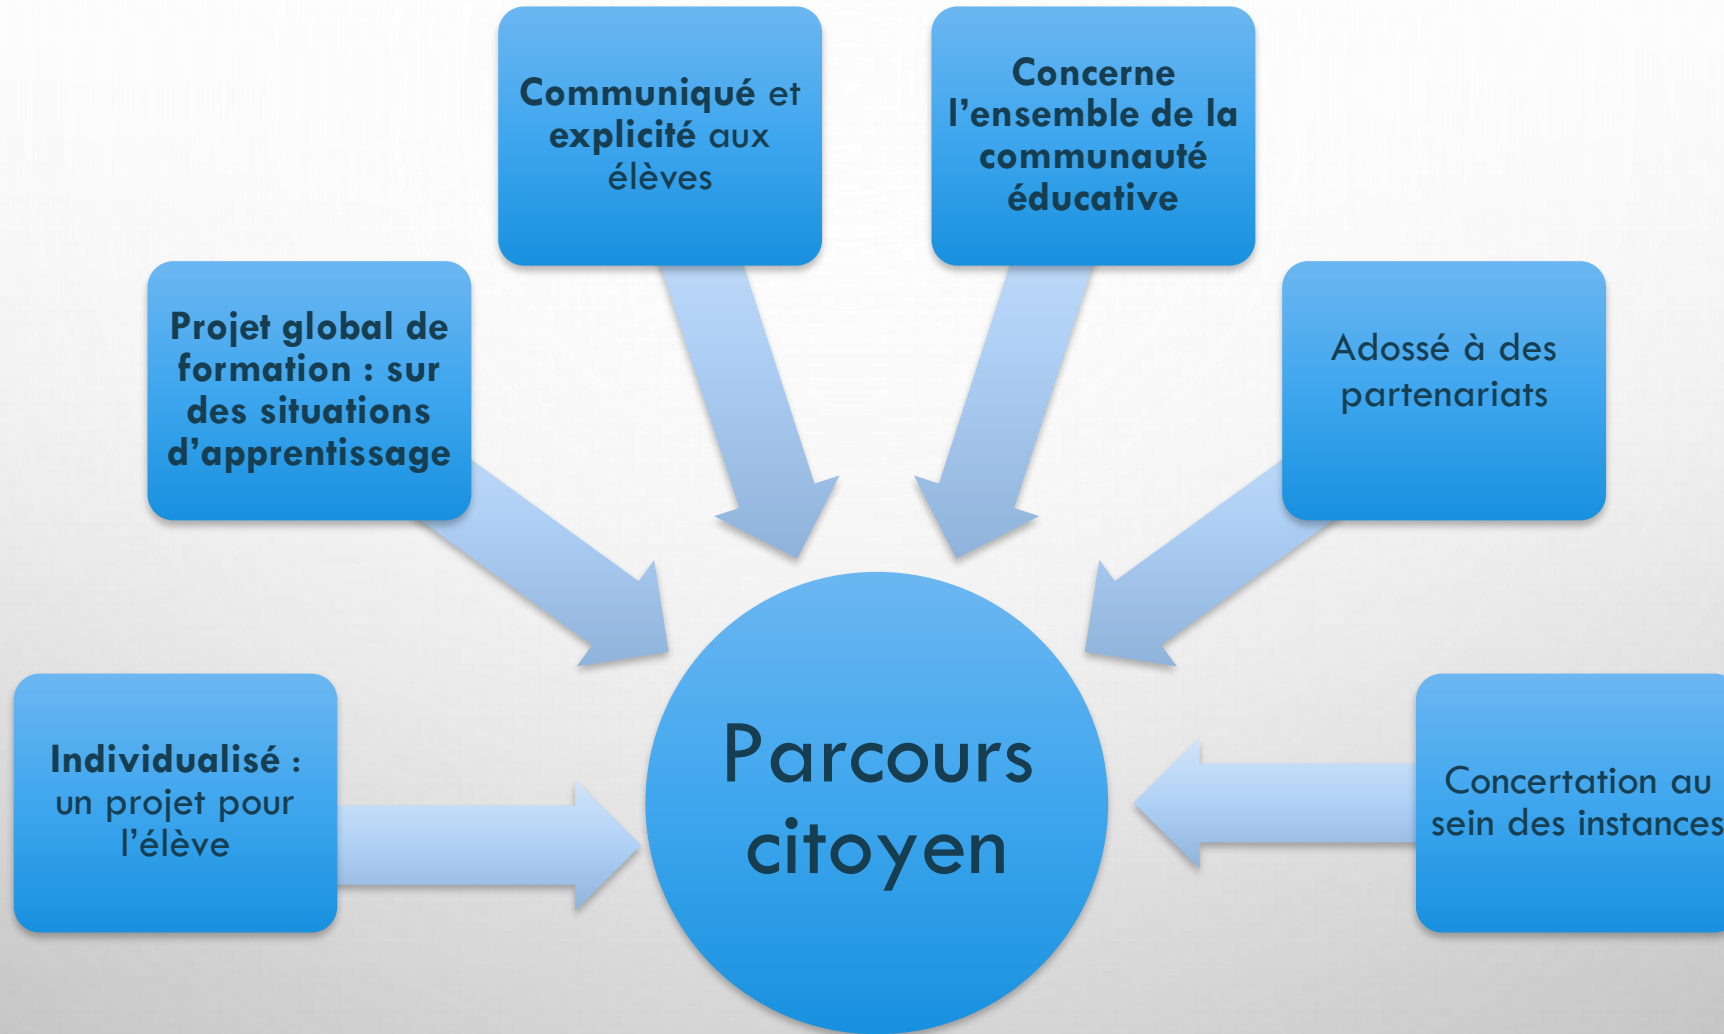 Communiqué et
explicité aux
élèves
Concerne
l’ensemble de la
communauté
éducative
Projet global de
formation : sur
des situations
d’apprentissage
Adossé à des
partenariats
Individualisé :
un projet pour
l’élève
Parcours
citoyen
Concertation au
sein des instances